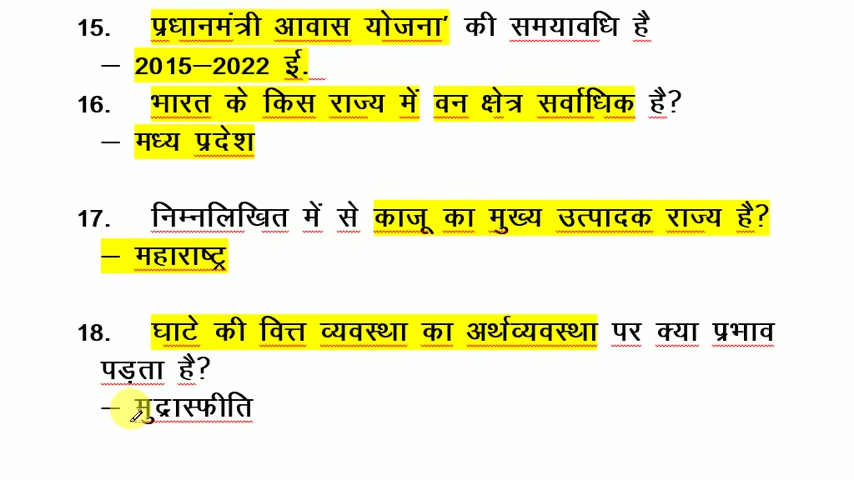 15. प्रधानमंत्री आवास योजना’ की समयावधि है
– 2015–2022 ई.
16. भारत के किस राज्य में वन क्षेत्र सर्वाधिक है?
– मध्य प्रदेश
17. निम्नलिखित में से काजू का मुख्य उत्पादक राज्य है?
– महाराष्ट्र
18. घाटे की वित्त व्यवस्था का अर्थव्यवस्था पर क्या प्रभाव
पड़ता है?
– मुद्रास्फीति